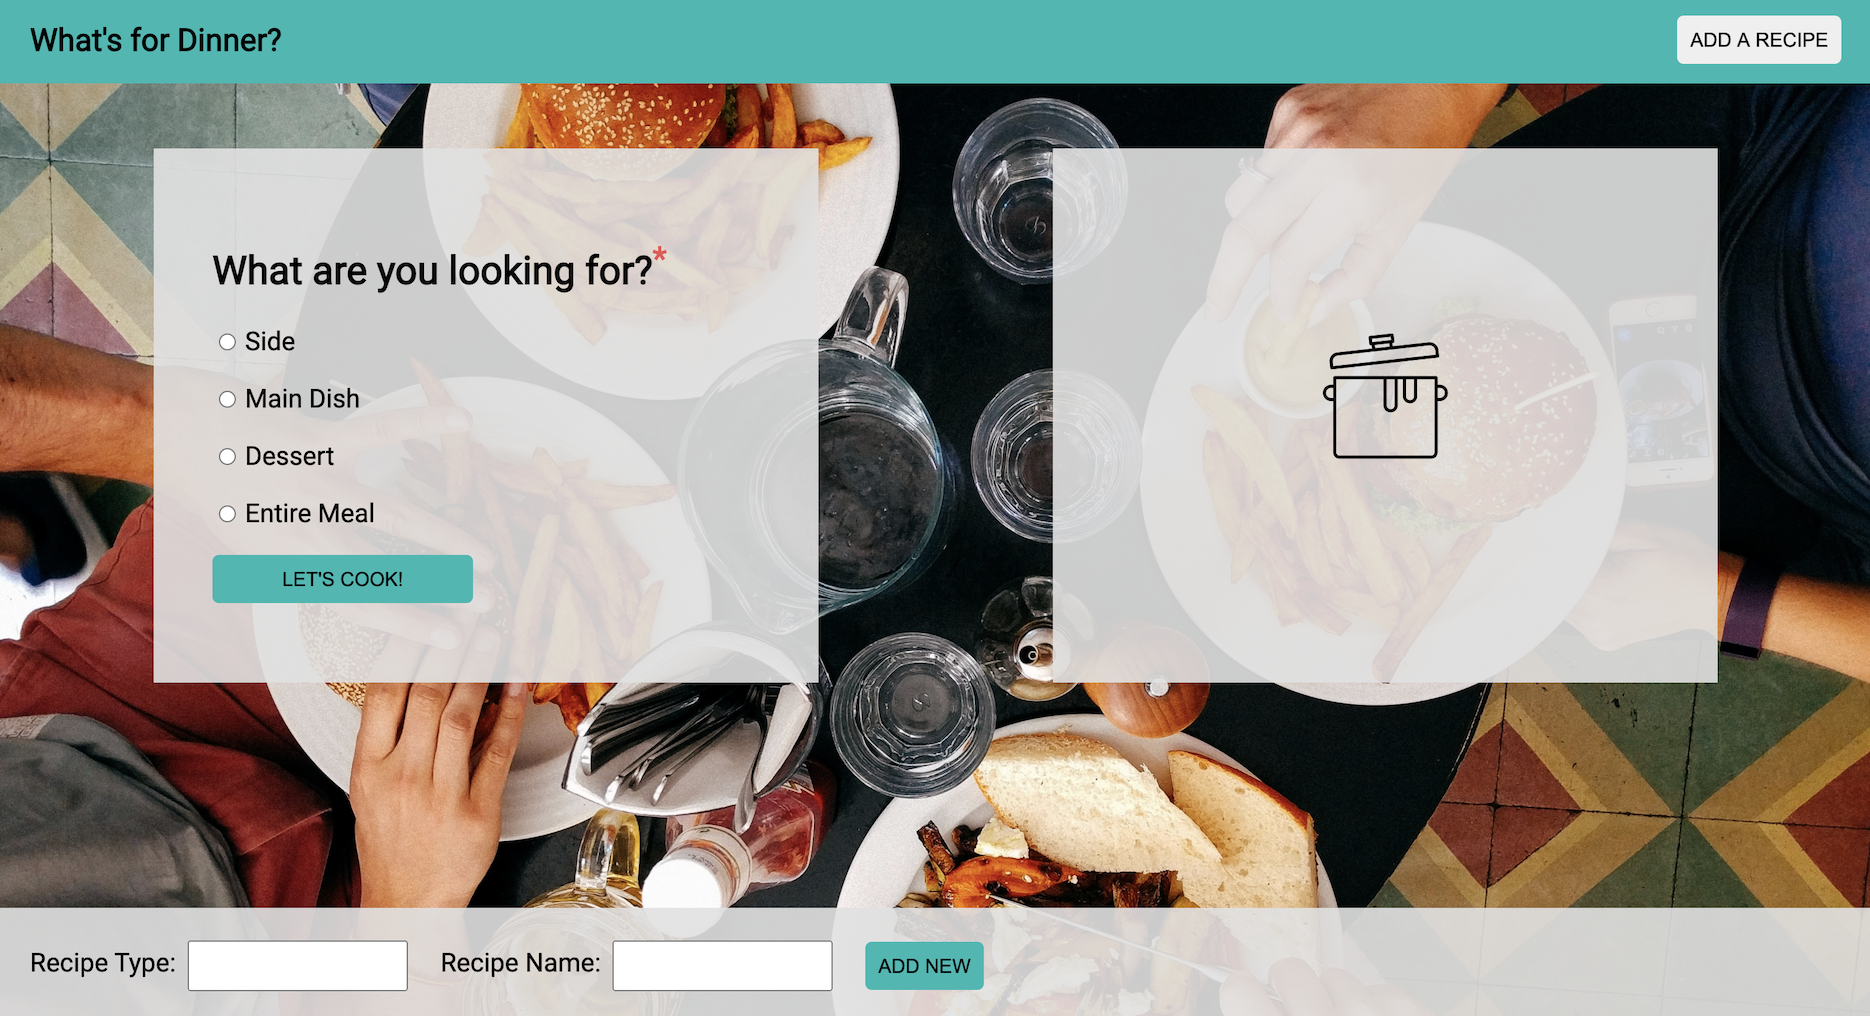 What's for Dinner?
ADD A RECIPE
What are you looking for?*
Side
Main Dish
Dessert
Entire Meal
LET'S COOK!
Recipe Type:
Recipe Name:
ADD NEW